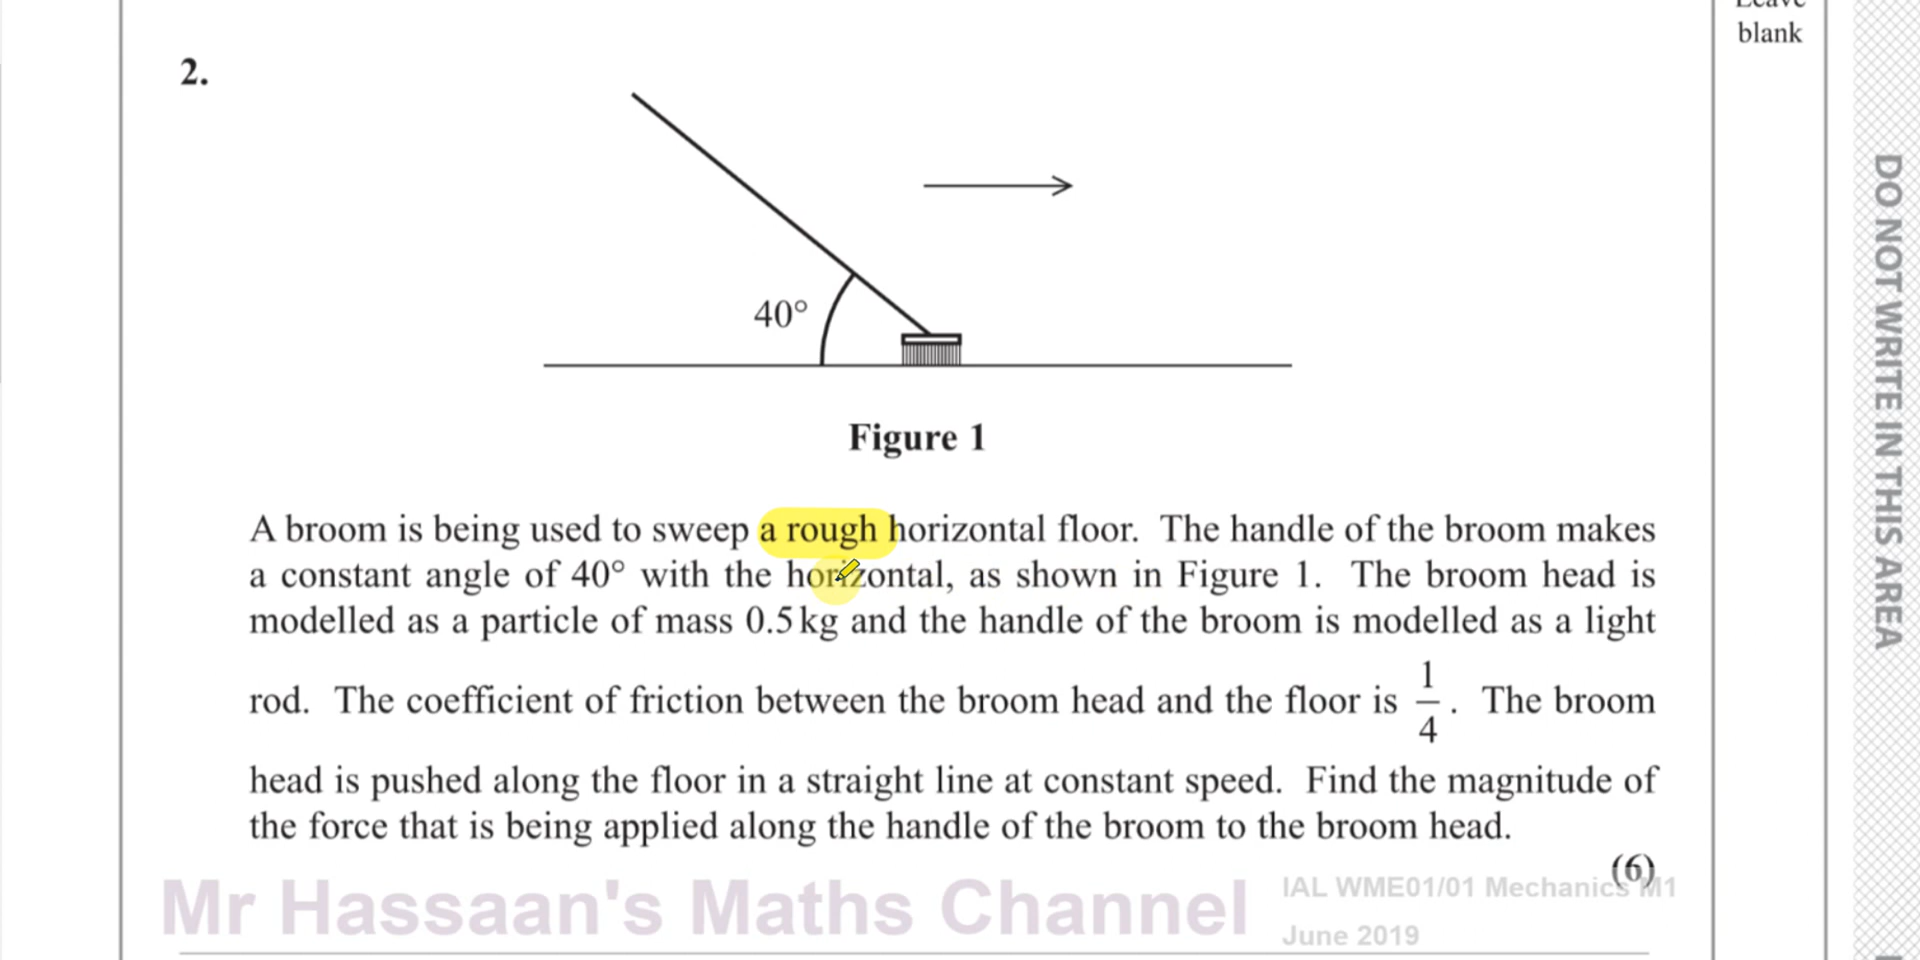 Leave
blank
2.
40°
Figure 1
A broom is being used to sweep a rough horizontal floor. The handle of the broom makes
a constant angle of 40° with the horizontal, as shown in Figure 1. The broom head is
modelled as a particle of mass 0.5 kg and the handle of the broom is modelled as a light
rod. The coefficient of friction between the broom head and the floor is 1/4. The broom
head is pushed along the floor in a straight line at constant speed. Find the magnitude of
the force that is being applied along the handle of the broom to the broom head.
(6)
Mr Hassaan's Maths Channel
IAL WME01/01 Mechanics M1
June 2019
DO NOT WRITE IN THIS AREA